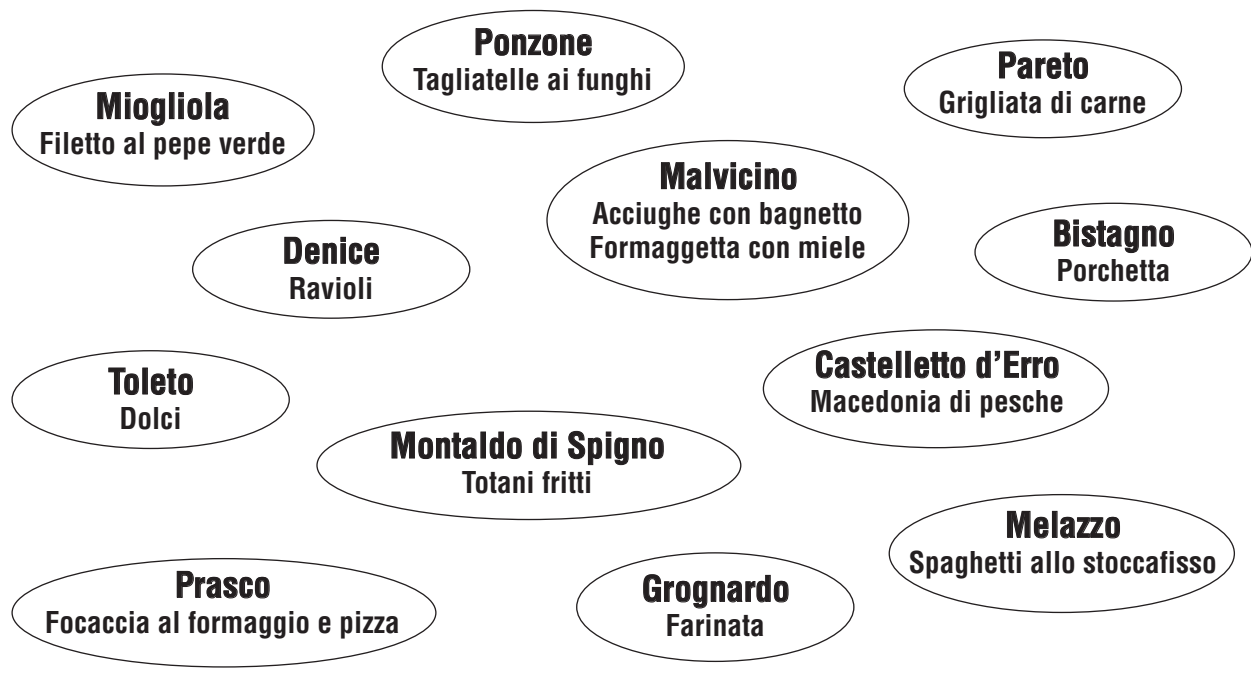 Ponzone
Tagliatelle ai funghi
Pareto
Grigliata di carne
Miogliola
Filetto al pepe verde
Malvicino
Acciughe con bagnetto
Formaggetta con miele
Bistagno
Porchetta
Denice
Ravioli
Castelletto d’Erro
Macedonia di pesche
Toleto
Dolci
Montaldo di Spigno
Totani fritti
Melazzo
Spaghetti allo stoccafisso
Prasco
Focaccia al formaggio e pizza
Grognardo
Farinata